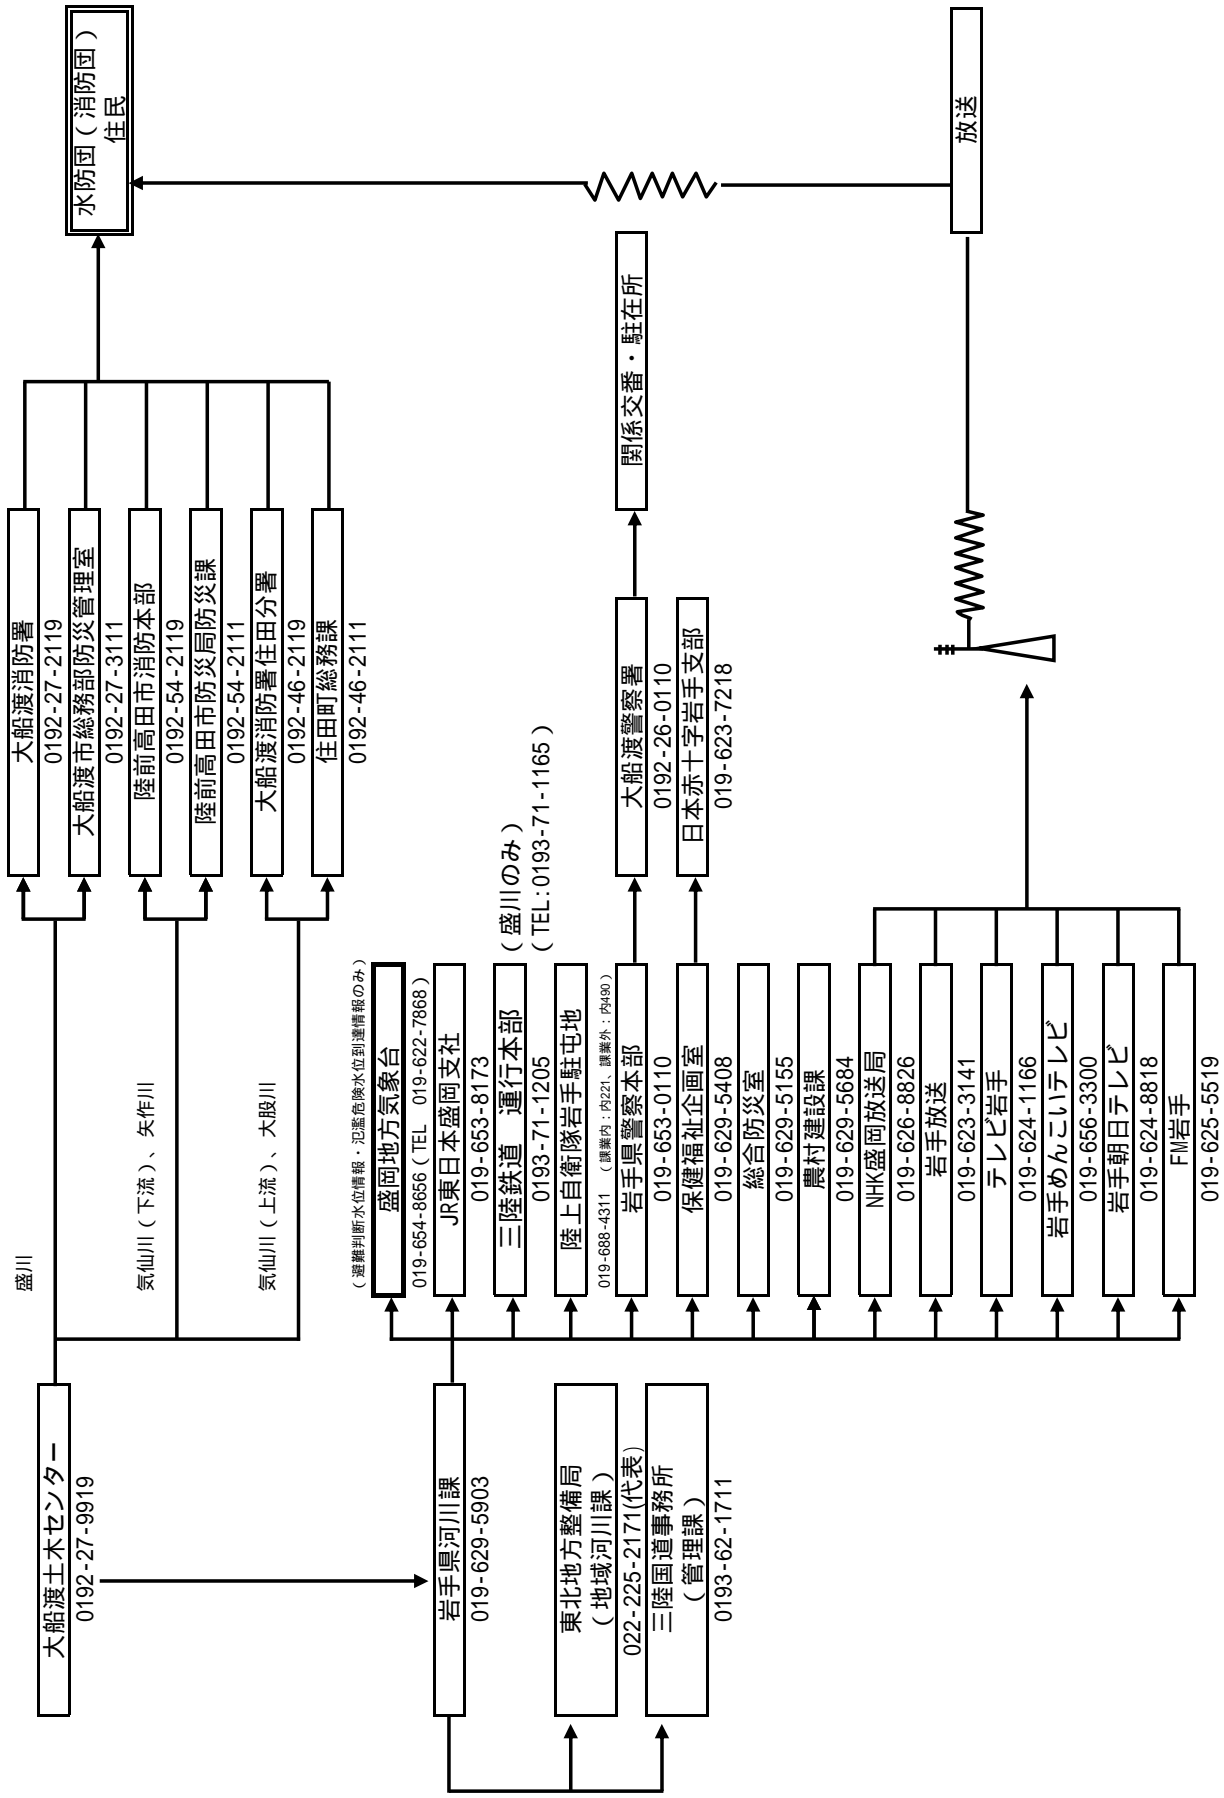 大船渡土木センター
0192-27-9919
盛川
気仙川（下流）、矢作川
気仙川（上流）、大股川
大船渡消防署
0192-27-2119
大船渡市総務部防災管理室
0192-27-3111
陸前高田市消防本部
0192-54-2119
陸前高田市防災局防災課
0192-54-2111
大船渡消防署住田分署
0192-46-2119
住田町総務課
0192-46-2111
水防団（消防団）
住民
岩手県河川課
019-629-5903
東北地方整備局
（地域河川課）
022-225-2171(代表)
三陸国道事務所
（管理課）
0193-62-1711
（避難判断水位情報・氾濫危険水位到達情報のみ）
盛岡地方気象台
019-654-8696（TEL 019-622-7868）
JR東日本盛岡支社
019-653-8173
三陸鉄道　運行本部
（盛川のみ）
0193-71-1205
（TEL:0193-71-1165）
陸上自衛隊岩手駐屯地
019-688-4311 （課業内：内221、課業外：内490）
岩手県警察本部
019-653-0110
保健福祉企画室
019-629-5408
総合防災室
019-629-5155
農村建設課
019-629-5684
NHK盛岡放送局
019-626-8826
岩手放送
019-623-3141
テレビ岩手
019-624-1166
岩手めんこいテレビ
019-656-3300
岩手朝日テレビ
019-624-8818
FM岩手
019-625-5519
大船渡警察署
0192-26-0110
日本赤十字岩手支部
019-623-7218
関係交番・駐在所
放送